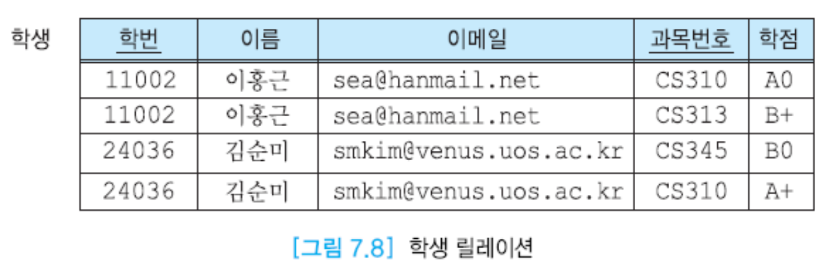 학생 학번 이름 이메일 과목번호 학점
11002 이홍근 sea@hanmail.net CS310 A0
11002 이홍근 sea@hanmail.net CS313 B+
24036 김순미 smkim@venus.uos.ac.kr CS345 B0
24036 김순미 smkim@venus.uos.ac.kr CS310 A+
[그림 7.8] 학생 릴레이션